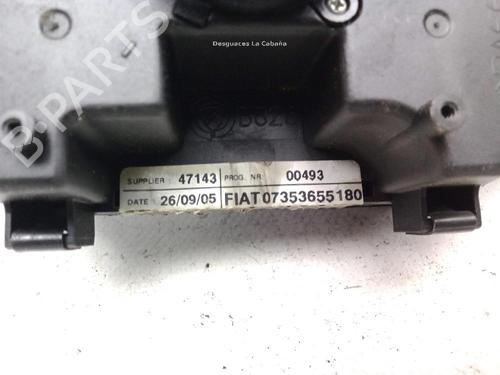 Desguaces La Cabaña
B-PARTS
SUPPLIER : 47143 PROG. NR: 00493
DATE : 26/09/05 FIAT 07353655180